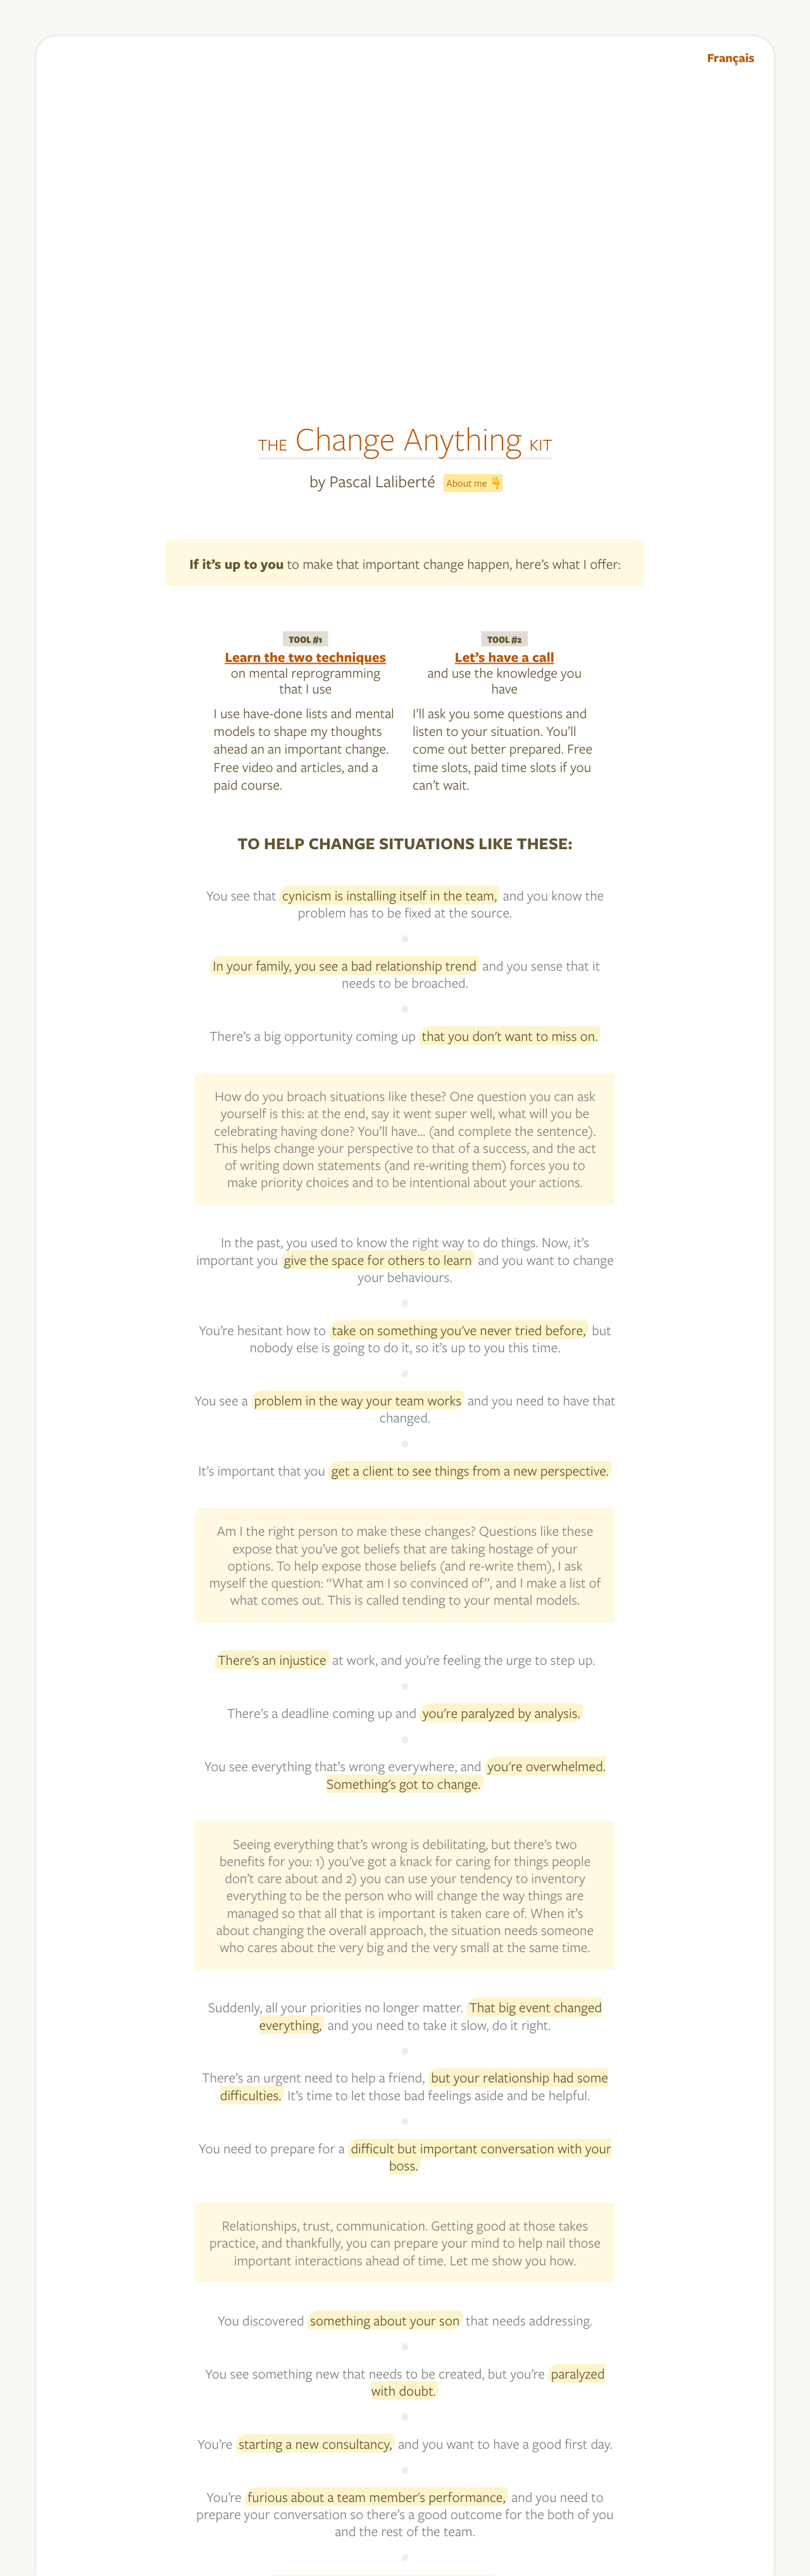 Français
THE Change Anything KIT
by Pascal Laliberté About me 👇
If it's up to you to make that important change happen, here's what I offer:
TOOL #1
Learn the two techniques
on mental reprogramming
that I use
I use have-done lists and mental
models to shape my thoughts
ahead an an important change.
Free video and articles, and a
paid course.
TOOL #2
Let's have a call
and use the knowledge you
have
I'll ask you some questions and
listen to your situation. You'll
come out better prepared. Free
time slots, paid time slots if you
can't wait.
TO HELP CHANGE SITUATIONS LIKE THESE:
You see that cynicism is installing itself in the team, and you know the
problem has to be fixed at the source.
In your family, you see a bad relationship trend and you sense that it
needs to be broached.
There's a big opportunity coming up that you don't want to miss on.
How do you broach situations like these? One question you can ask
yourself is this: at the end, say it went super well, what will you be
celebrating having done? You'll have... (and complete the sentence).
This helps change your perspective to that of a success, and the act
of writing down statements (and re-writing them) forces you to
make priority choices and to be intentional about your actions.
In the past, you used to know the right way to do things. Now, it's
important you give the space for others to learn and you want to change
your behaviours.
You're hesitant how to take on something you've never tried before, but
nobody else is going to do it, so it's up to you this time.
You see a problem in the way your team works and you need to have that
changed.
It's important that you get a client to see things from a new perspective.
Am I the right person to make these changes? Questions like these
expose that you've got beliefs that are taking hostage of your
options. To help expose those beliefs (and re-write them), I ask
myself the question: “What am I so convinced of”, and I make a list of
what comes out. This is called tending to your mental models.
There's an injustice at work, and you're feeling the urge to step up.
There's a deadline coming up and you're paralyzed by analysis.
You see everything that's wrong everywhere, and you're overwhelmed.
Something's got to change.
Seeing everything that's wrong is debilitating, but there's two
benefits for you: 1) you've got a knack for caring for things people
don't care about and 2) you can use your tendency to inventory
everything to be the person who will change the way things are
managed so that all that is important is taken care of. When it's
about changing the overall approach, the situation needs someone
who cares about the very big and the very small at the same time.
Suddenly, all your priorities no longer matter. That big event changed
everything, and you need to take it slow, do it right.
There's an urgent need to help a friend, but your relationship had some
difficulties. It's time to let those bad feelings aside and be helpful.
You need to prepare for a difficult but important conversation with your
boss.
Relationships, trust, communication. Getting good at those takes
practice, and thankfully, you can prepare your mind to help nail those
important interactions ahead of time. Let me show you how.
You discovered something about your son that needs addressing.
You see something new that needs to be created, but you're paralyzed
with doubt.
You're starting a new consultancy, and you want to have a good first day.
You're furious about a team member's performance, and you need to
prepare your conversation so there's a good outcome for the both of you
and the rest of the team.